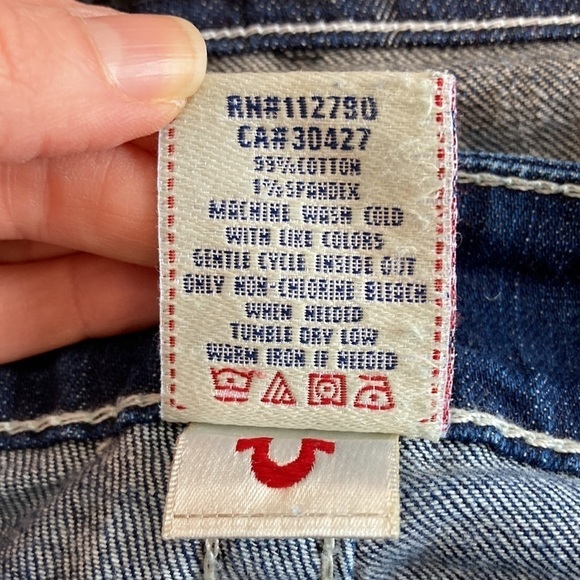 RN#112790
CA#30427
99%COTTON
1%SPANDEX
MACHINE WASH COLD
WITH LIKE COLORS
GENTLE CYCLE INSIDE OUT
ONLY NON-CHLORINE BLEACH
WHEN NEEDED
TUMBLE DRY LOW
WARM IRON IF NEEDED